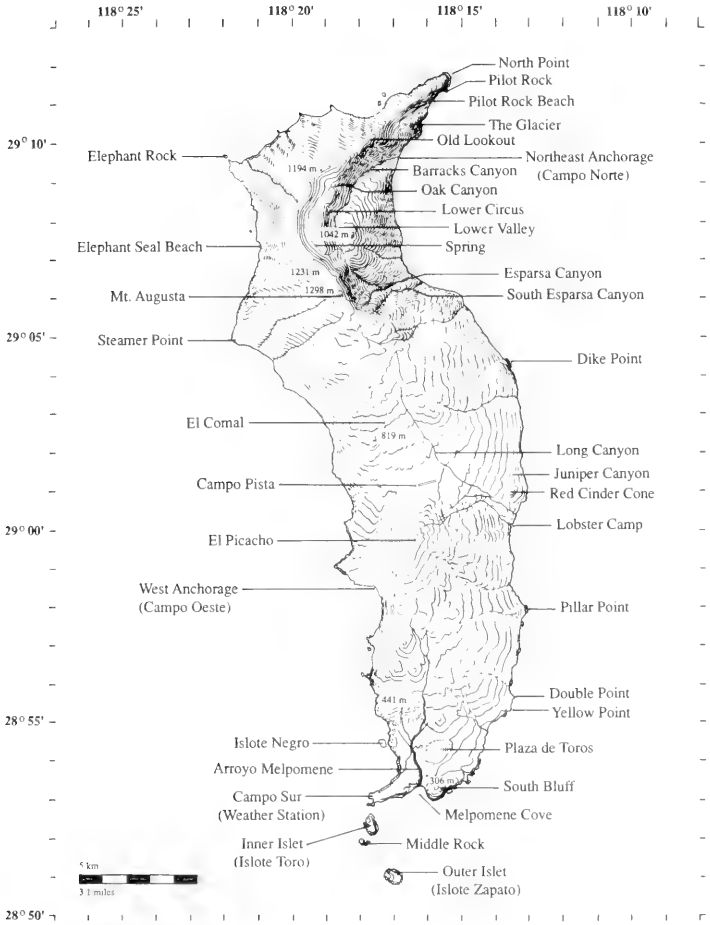 118° 25' 118° 20' 118° 15' 118° 10'
North Point
Pilot Rock
Pilot Rock Beach
The Glacier
Old Lookout
29° 10'
Elephant Rock
Northeast Anchorage
(Campo Norte)
1194 m
Barracks Canyon
Oak Canyon
Lower Circus
Lower Valley
1042 m
Elephant Seal Beach
Spring
1231 m
Esparsa Canyon
1298 m
Mt. Augusta
South Esparsa Canyon
29° 05'
Steamer Point
Dike Point
El Comal
819 m
Long Canyon
Juniper Canyon
Campo Pista
Red Cinder Cone
29° 00'
Lobster Camp
El Picacho
West Anchorage
(Campo Oeste)
Pillar Point
441 m
Double Point
28° 55'
Yellow Point
Islote Negro
Plaza de Toros
Arroyo Melpomene
306 m
South Bluff
Campo Sur
(Weather Station)
Melpomene Cove
Inner Islet
(Islote Toro)
Middle Rock
5 km
3.1 miles
Outer Islet
(Islote Zapato)
28° 50'